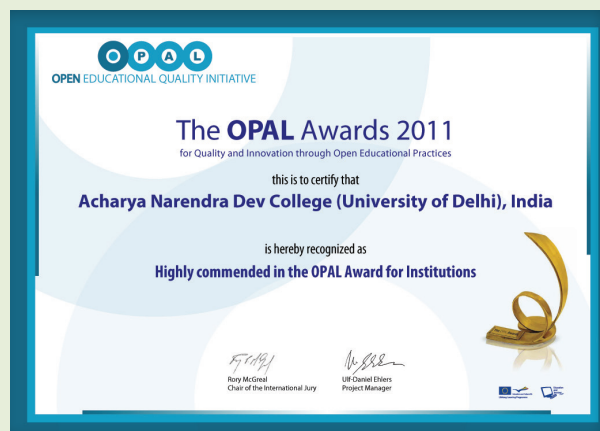 OPAL
OPEN EDUCATIONAL QUALITY INITIATIVE
The OPAL Awards 2011
for Quality and Innovation through Open Educational Practices
this is to certify that
Acharya Narendra Dev College (University of Delhi), India
is hereby recognized as
Highly commended in the OPAL Award for Institutions
Rory McGreal
Chair of the International Jury
Ulf-Daniel Ehlers
Project Manager